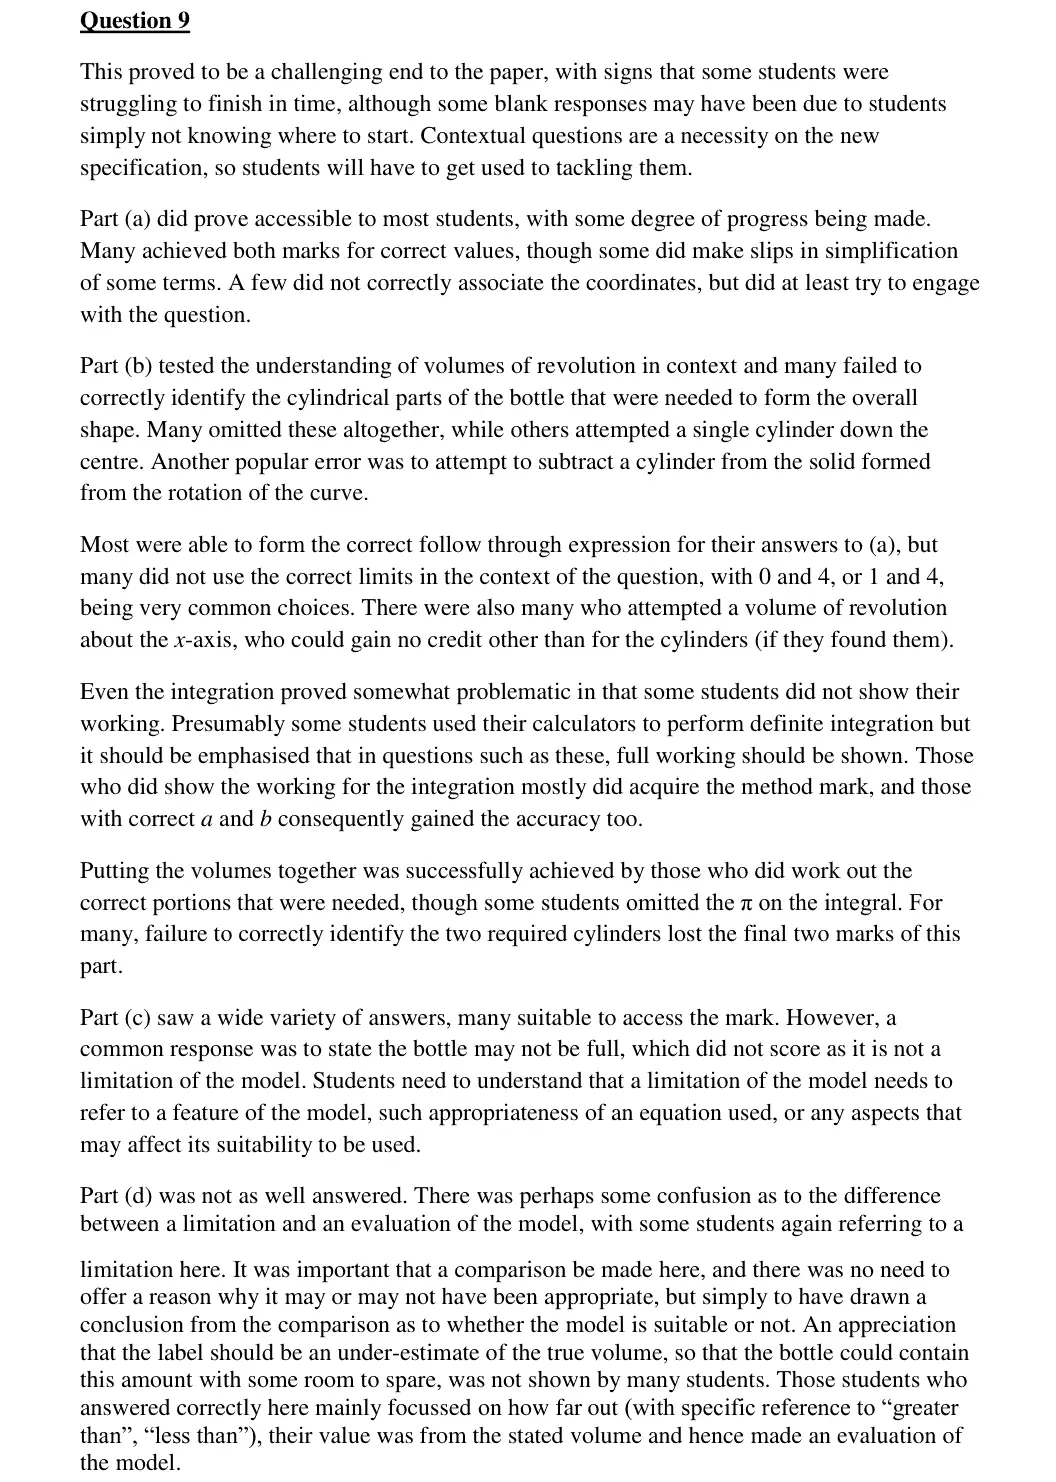 Question 9
This proved to be a challenging end to the paper, with signs that some students were
struggling to finish in time, although some blank responses may have been due to students
simply not knowing where to start. Contextual questions are a necessity on the new
specification, so students will have to get used to tackling them.
Part (a) did prove accessible to most students, with some degree of progress being made.
Many achieved both marks for correct values, though some did make slips in simplification
of some terms. A few did not correctly associate the coordinates, but did at least try to engage
with the question.
Part (b) tested the understanding of volumes of revolution in context and many failed to
correctly identify the cylindrical parts of the bottle that were needed to form the overall
shape. Many omitted these altogether, while others attempted a single cylinder down the
centre. Another popular error was to attempt to subtract a cylinder from the solid formed
from the rotation of the curve.
Most were able to form the correct follow through expression for their answers to (a), but
many did not use the correct limits in the context of the question, with 0 and 4, or 1 and 4,
being very common choices. There were also many who attempted a volume of revolution
about the x-axis, who could gain no credit other than for the cylinders (if they found them).
Even the integration proved somewhat problematic in that some students did not show their
working. Presumably some students used their calculators to perform definite integration but
it should be emphasised that in questions such as these, full working should be shown. Those
who did show the working for the integration mostly did acquire the method mark, and those
with correct a and b consequently gained the accuracy too.
Putting the volumes together was successfully achieved by those who did work out the
correct portions that were needed, though some students omitted the π on the integral. For
many, failure to correctly identify the two required cylinders lost the final two marks of this
part.
Part (c) saw a wide variety of answers, many suitable to access the mark. However, a
common response was to state the bottle may not be full, which did not score as it is not a
limitation of the model. Students need to understand that a limitation of the model needs to
refer to a feature of the model, such appropriateness of an equation used, or any aspects that
may affect its suitability to be used.
Part (d) was not as well answered. There was perhaps some confusion as to the difference
between a limitation and an evaluation of the model, with some students again referring to a
limitation here. It was important that a comparison be made here, and there was no need to
offer a reason why it may or may not have been appropriate, but simply to have drawn a
conclusion from the comparison as to whether the model is suitable or not. An appreciation
that the label should be an under-estimate of the true volume, so that the bottle could contain
this amount with some room to spare, was not shown by many students. Those students who
answered correctly here mainly focussed on how far out (with specific reference to “greater
than”, “less than”), their value was from the stated volume and hence made an evaluation of
the model.